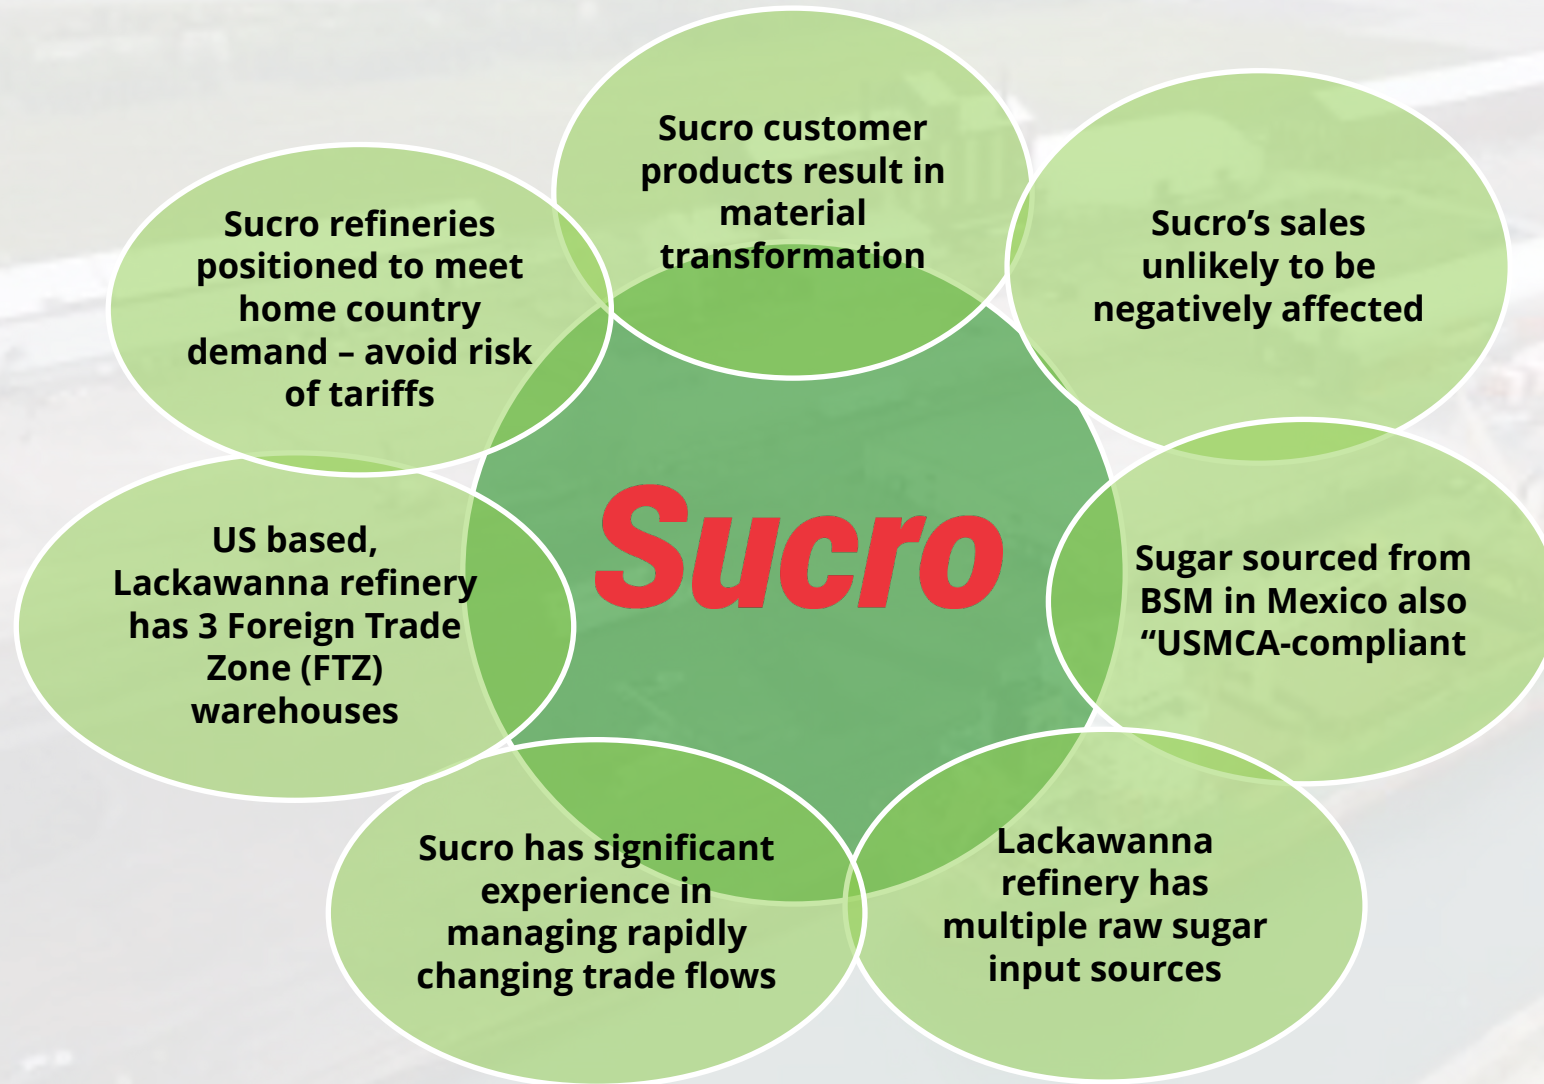 Sucro customer
products result in
material
transformation
Sucro’s sales
unlikely to be
negatively affected
Sugar sourced from
BSM in Mexico also
“USMCA-compliant
Lackawanna
refinery has
multiple raw sugar
input sources
Sucro has significant
experience in
managing rapidly
changing trade flows
US based,
Lackawanna refinery
has 3 Foreign Trade
Zone (FTZ)
warehouses
Sucro refineries
positioned to meet
home country
demand – avoid risk
of tariffs
Sucro